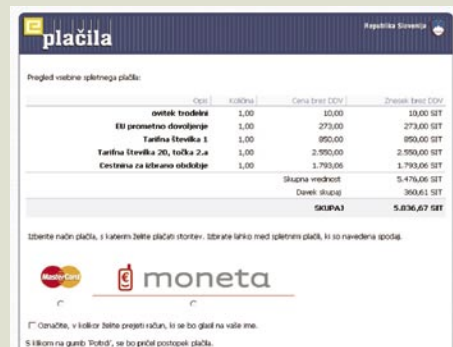 e plačila
Republika Slovenija
Pregled vsebine spletnega plačila:
Opis Količina Cena brez DDV Znesek brez DDV
ovitek trodelni 1,00 10,00 10,00 SIT
EU prometno dovoljenje 1,00 273,00 273,00 SIT
Tarifna številka 1 1,00 850,00 850,00 SIT
Tarifna številka 20, točka 2.a 1,00 2.550,00 2.550,00 SIT
Cestnina za izbrano obdobje 1,00 1.793,06 1.793,06 SIT
Skupna vrednost 5.476,06 SIT
Davek skupaj 360,61 SIT
SKUPAJ 5.836,67 SIT
Izberite način plačila, s katerim želite plačati storitev. Izbirate lahko med spletnimi plačili, ki so navedena spodaj.
MasterCard
moneta
Označite, v kolikor želite prejeti račun, ki se bo glasil na vaše ime.
S klikom na gumb 'Potrdi', se bo pričel postopek plačila.